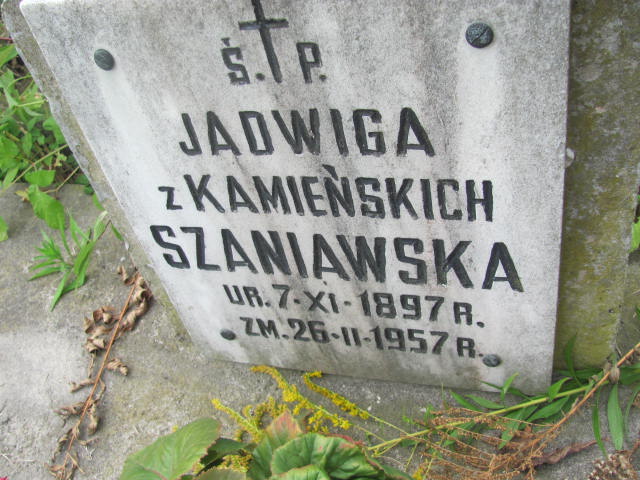 Ś. P.
JADWIGA
z KAMIEŃSKICH
SZANIAWSKA
UR. 7-XI-1897 R.
ZM. 26-II-1957 R.